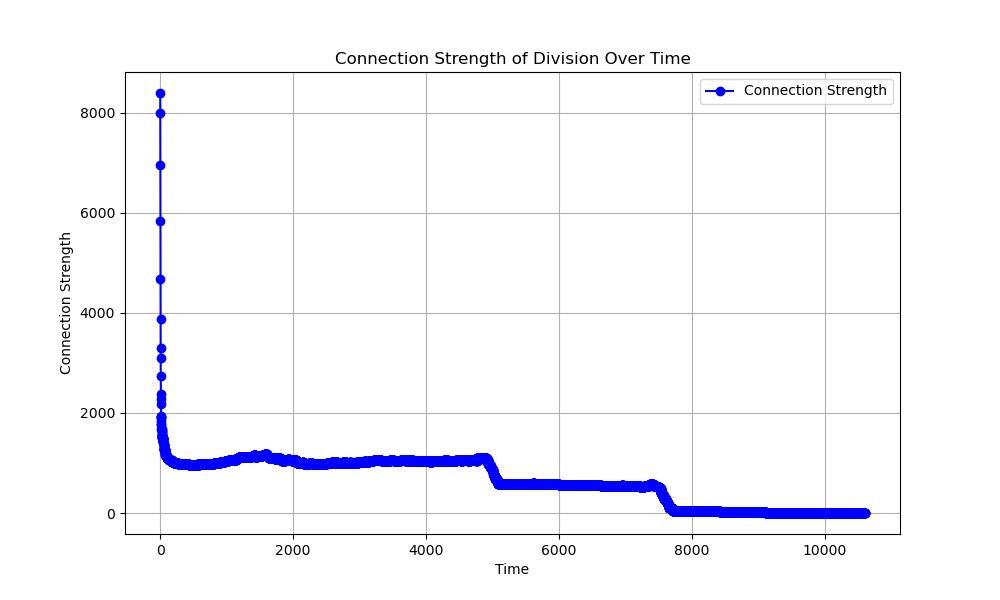 Connection Strength of Division Over Time
Connection Strength
8000
6000
4000
2000
0
Connection Strength
0 2000 4000 6000 8000 10000
Time